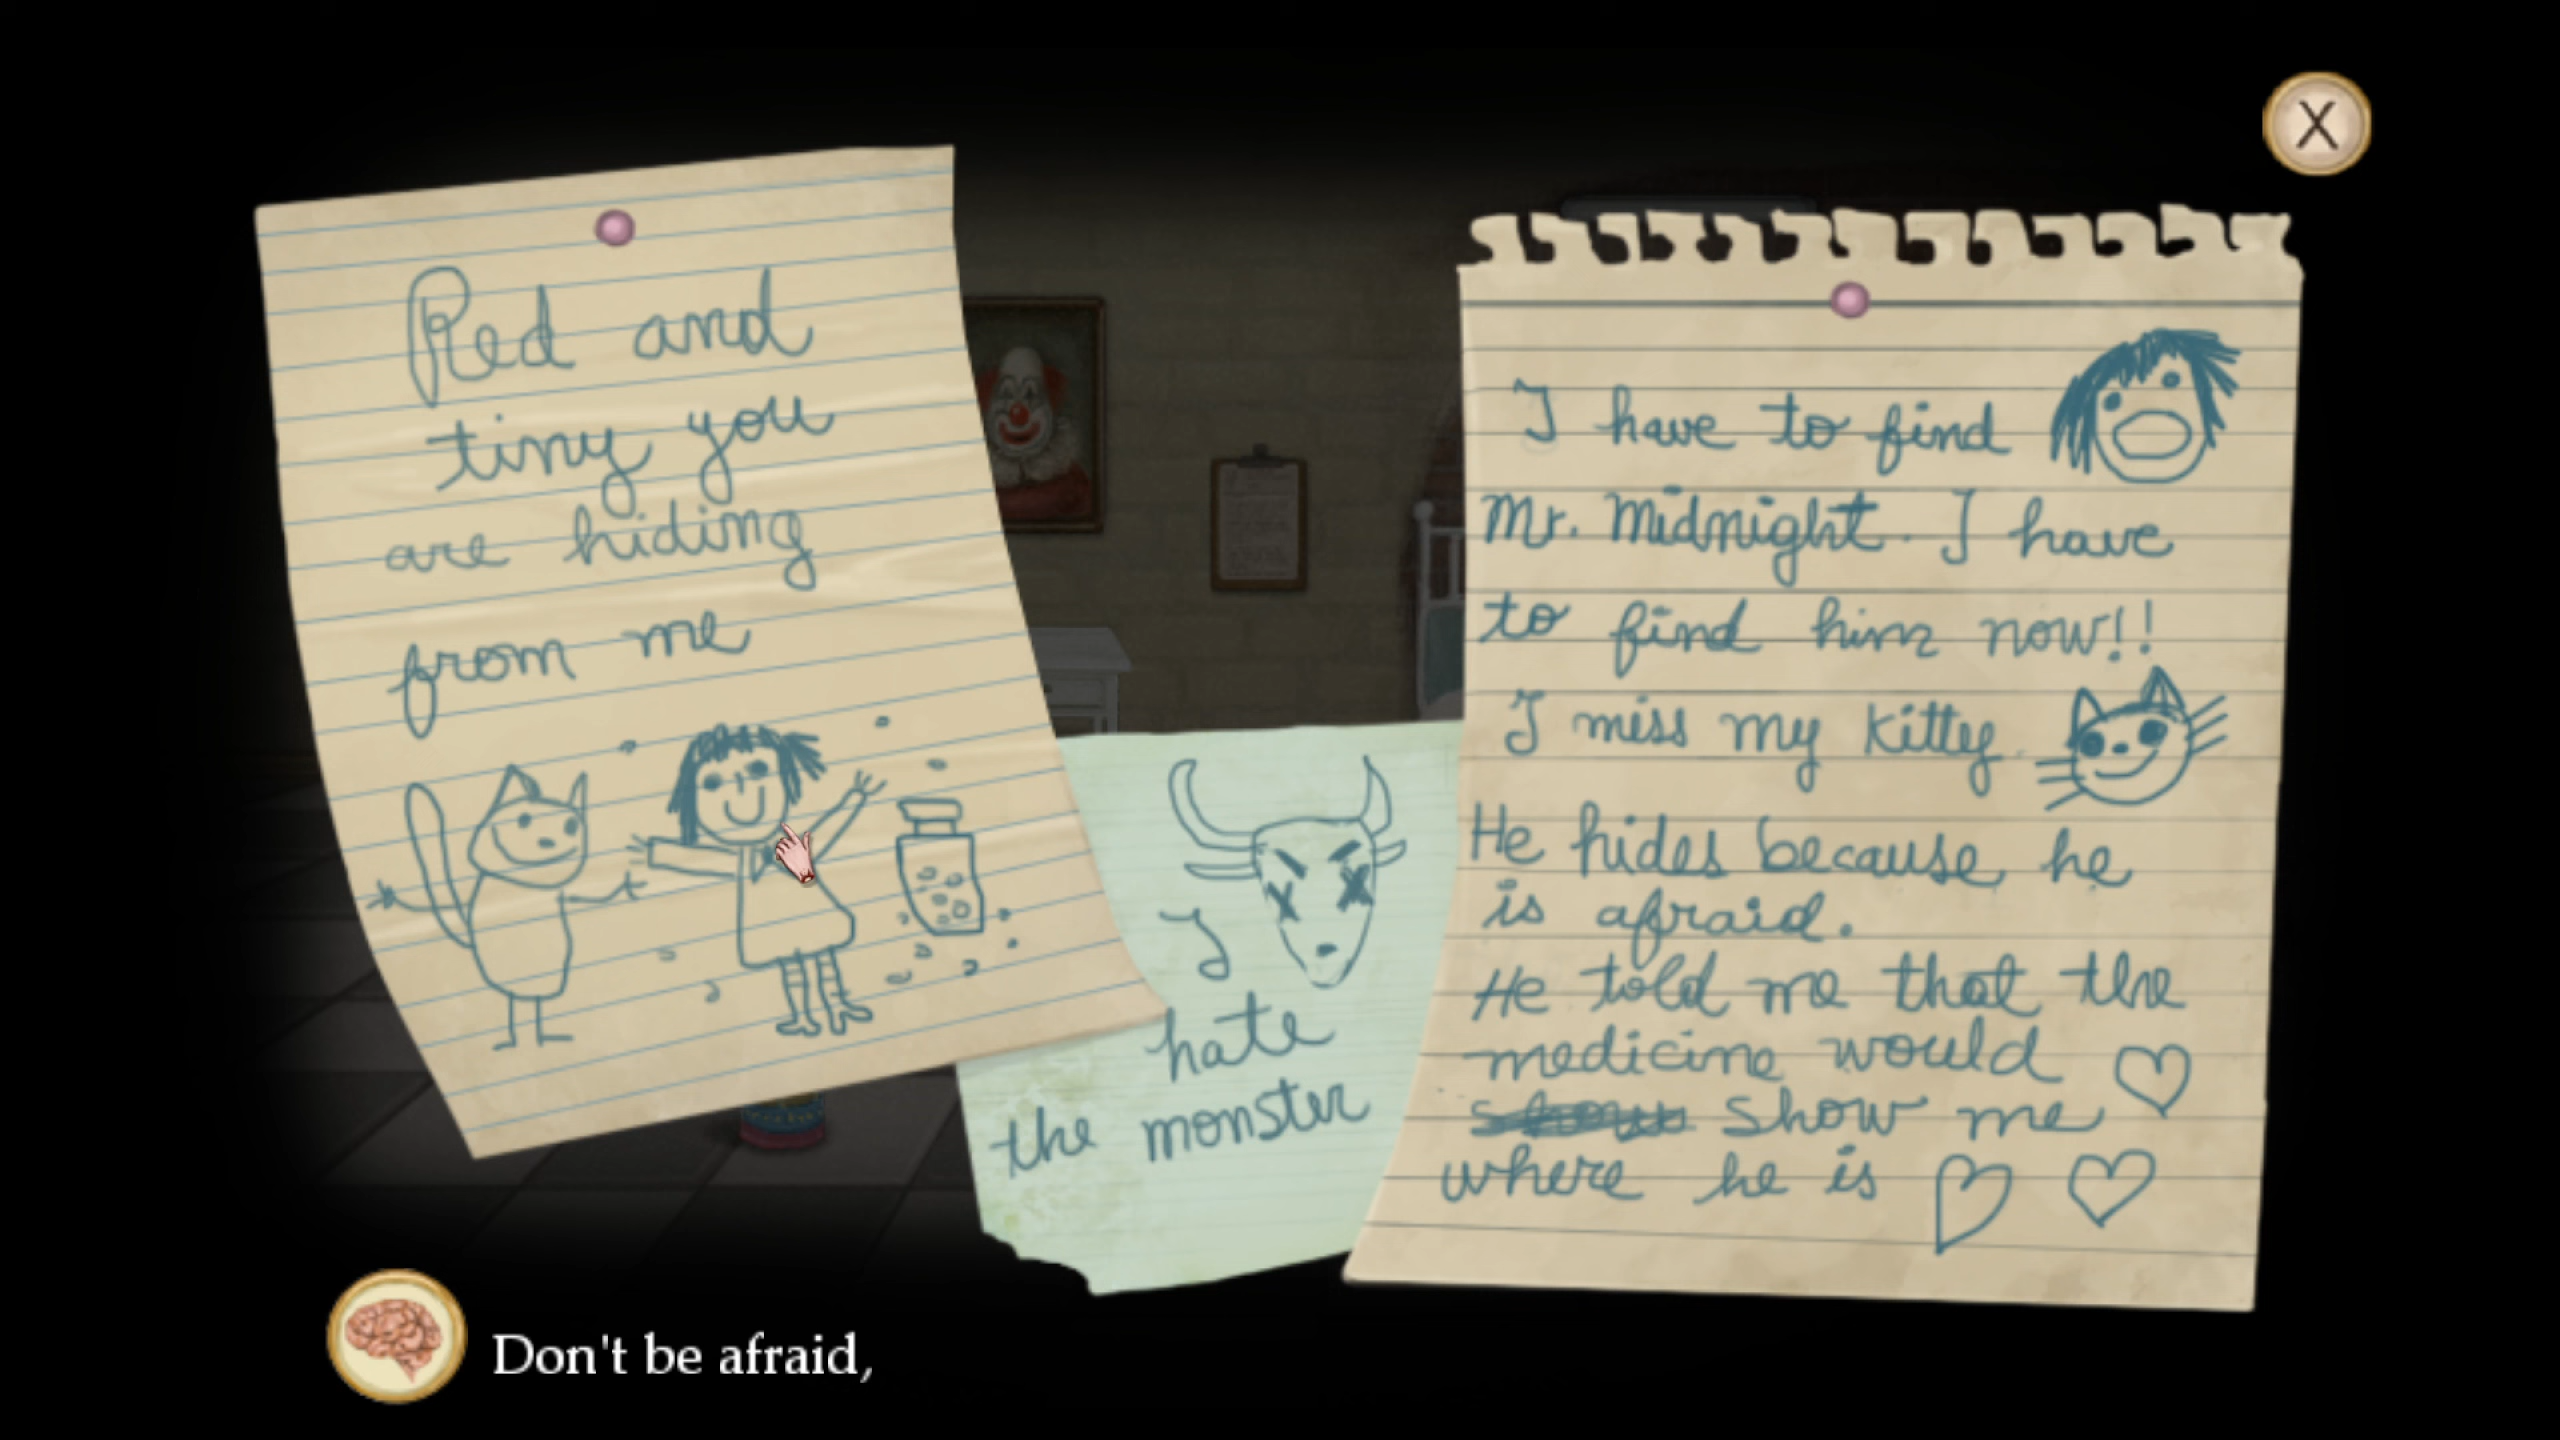 Red and
tiny you
are hiding
from me
I
hate
the monster
I have to find
Mr. Midnight. I have
to find him now!!
I miss my kitty.
He hides because he
is afraid.
He told me that the
medicine would
show me
where he is
X
Don't be afraid,